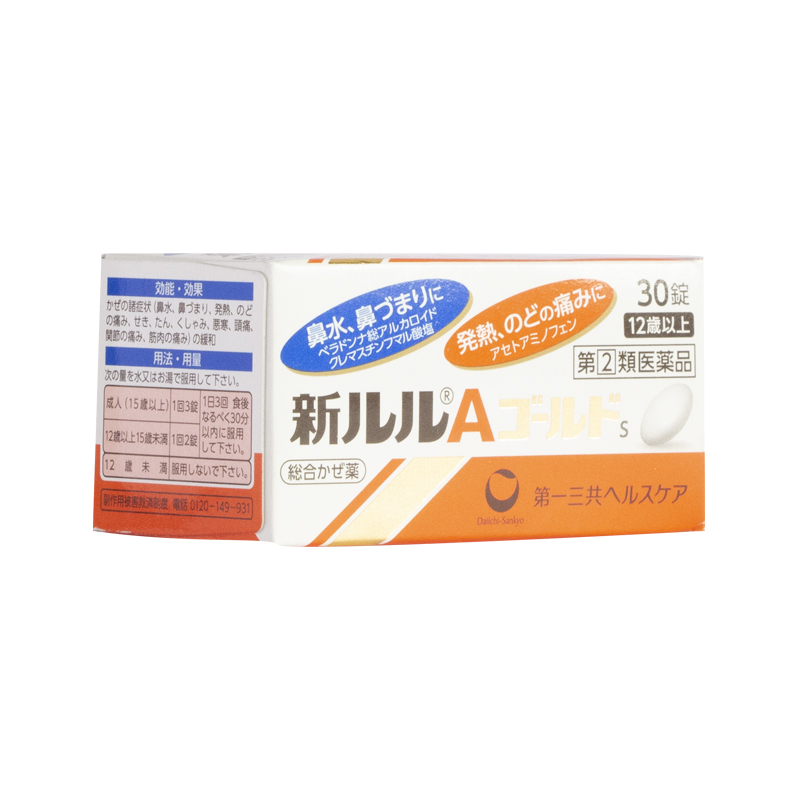 効能・効果
かぜの諸症状(鼻水、鼻づまり、発熱、のど
の痛み、せき、たん、くしゃみ、悪寒、頭痛、
関節の痛み、筋肉の痛み)の緩和
用法・用量
次の量を水又はお湯で服用して下さい。
成人(15歳以上) 1回3錠 1日3回 食後
なるべく30分
12歳以上15歳未満 1回2錠 以内に服用
して下さい。
12歳未満 服用しないで下さい。
副作用被害救済制度 電話 0120-149-931
鼻水、鼻づまりに
ベラドンナ総アルカロイド
クレマスチンフマル酸塩
発熱、のどの痛みに
アセトアミノフェン
30錠
12歳以上
第②類医薬品
新ルル®Aゴールドs
総合かぜ薬
Daiichi-Sankyo
第一三共ヘルスケア